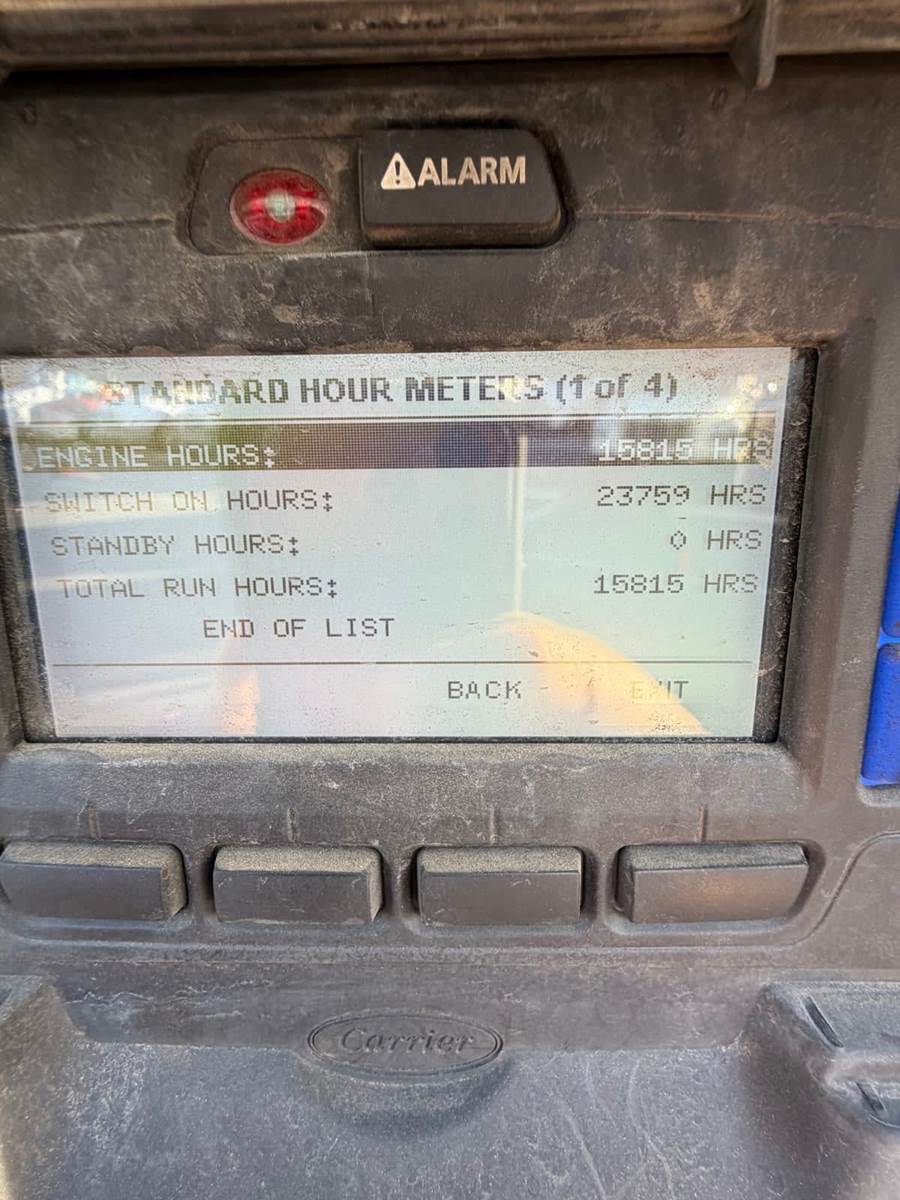 ⚠ALARM
STANDARD HOUR METERS (1 of 4)
ENGINE HOURS: 15815 HRS
SWITCH ON HOURS: 23759 HRS
STANDBY HOURS: 0 HRS
TOTAL RUN HOURS: 15815 HRS
END OF LIST
BACK EXIT
Carrier